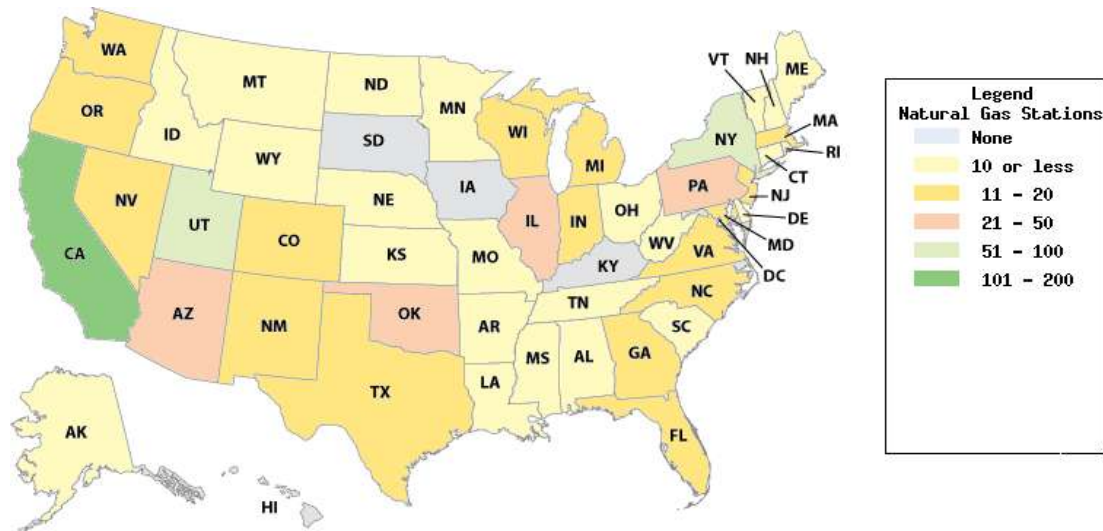 WA
MT
ND
MN
VT
NH
ME
OR
ID
WY
SD
WI
MI
NY
MA
RI
CT
NV
UT
CO
NE
IA
IL
IN
OH
PA
NJ
DE
MD
DC
CA
KS
MO
KY
WV
VA
AZ
NM
OK
AR
TN
NC
SC
TX
LA
MS
AL
GA
FL
AK
HI
Legend
Natural Gas Stations
None
10 or less
11 - 20
21 - 50
51 - 100
101 - 200